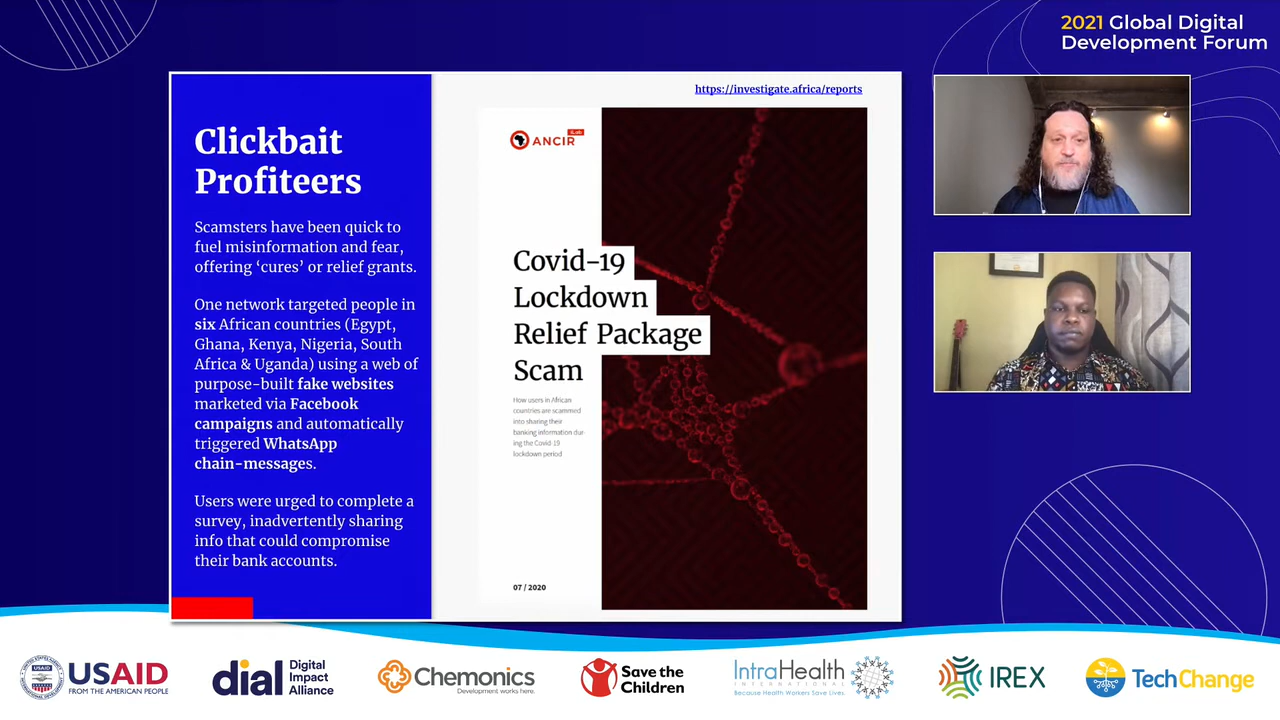 2021 Global Digital
Development Forum
Clickbait
Profiteers
Scamsters have been quick to
fuel misinformation and fear,
offering ‘cures’ or relief grants.
One network targeted people in
six African countries (Egypt,
Ghana, Kenya, Nigeria, South
Africa & Uganda) using a web of
purpose-built fake websites
marketed via Facebook
campaigns and automatically
triggered WhatsApp
chain-messages.
Users were urged to complete a
survey, inadvertently sharing
info that could compromise
their bank accounts.
https://investigate.africa/reports
ANCIR
Covid-19
Lockdown
Relief Package
Scam
How users in African
countries are scammed
into sharing their
banking information dur-
ing the Covid-19
lockdown period
07 / 2020
USAID
FROM THE AMERICAN PEOPLE
dial Digital
Impact
Alliance
Chemonics
Development works here.
Save the
Children
IntraHealth
INTERNATIONAL
Because Health Workers Save Lives.
IREX
TechChange